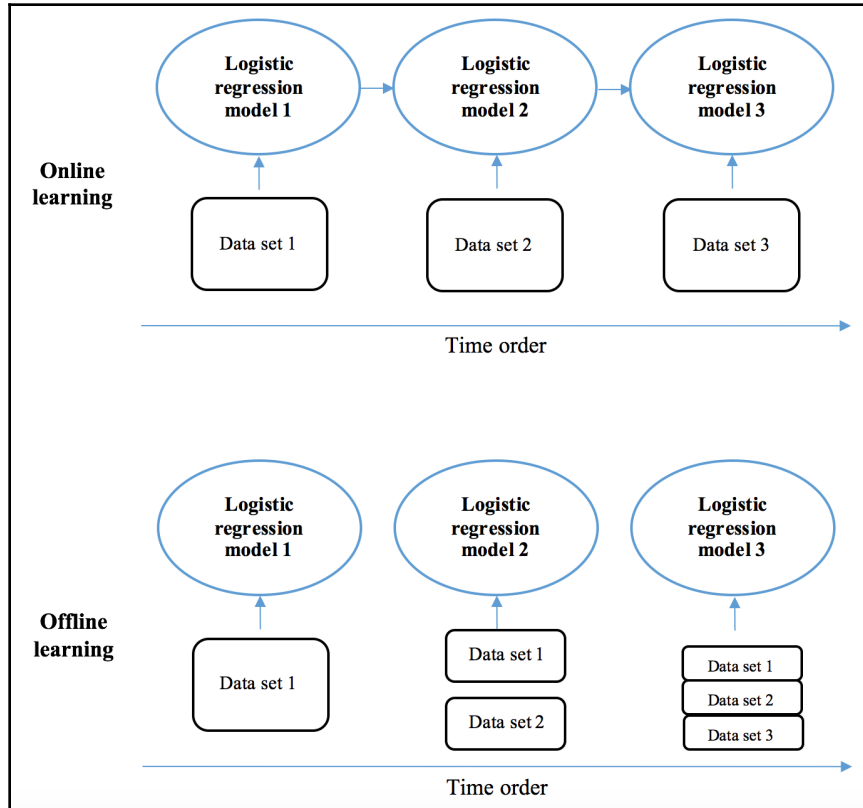 Logistic
regression
model 1
Logistic
regression
model 2
Logistic
regression
model 3
Online
learning
Data set 1
Data set 2
Data set 3
Time order
Logistic
regression
model 1
Logistic
regression
model 2
Logistic
regression
model 3
Offline
learning
Data set 1
Data set 1
Data set 2
Data set 1
Data set 2
Data set 3
Time order